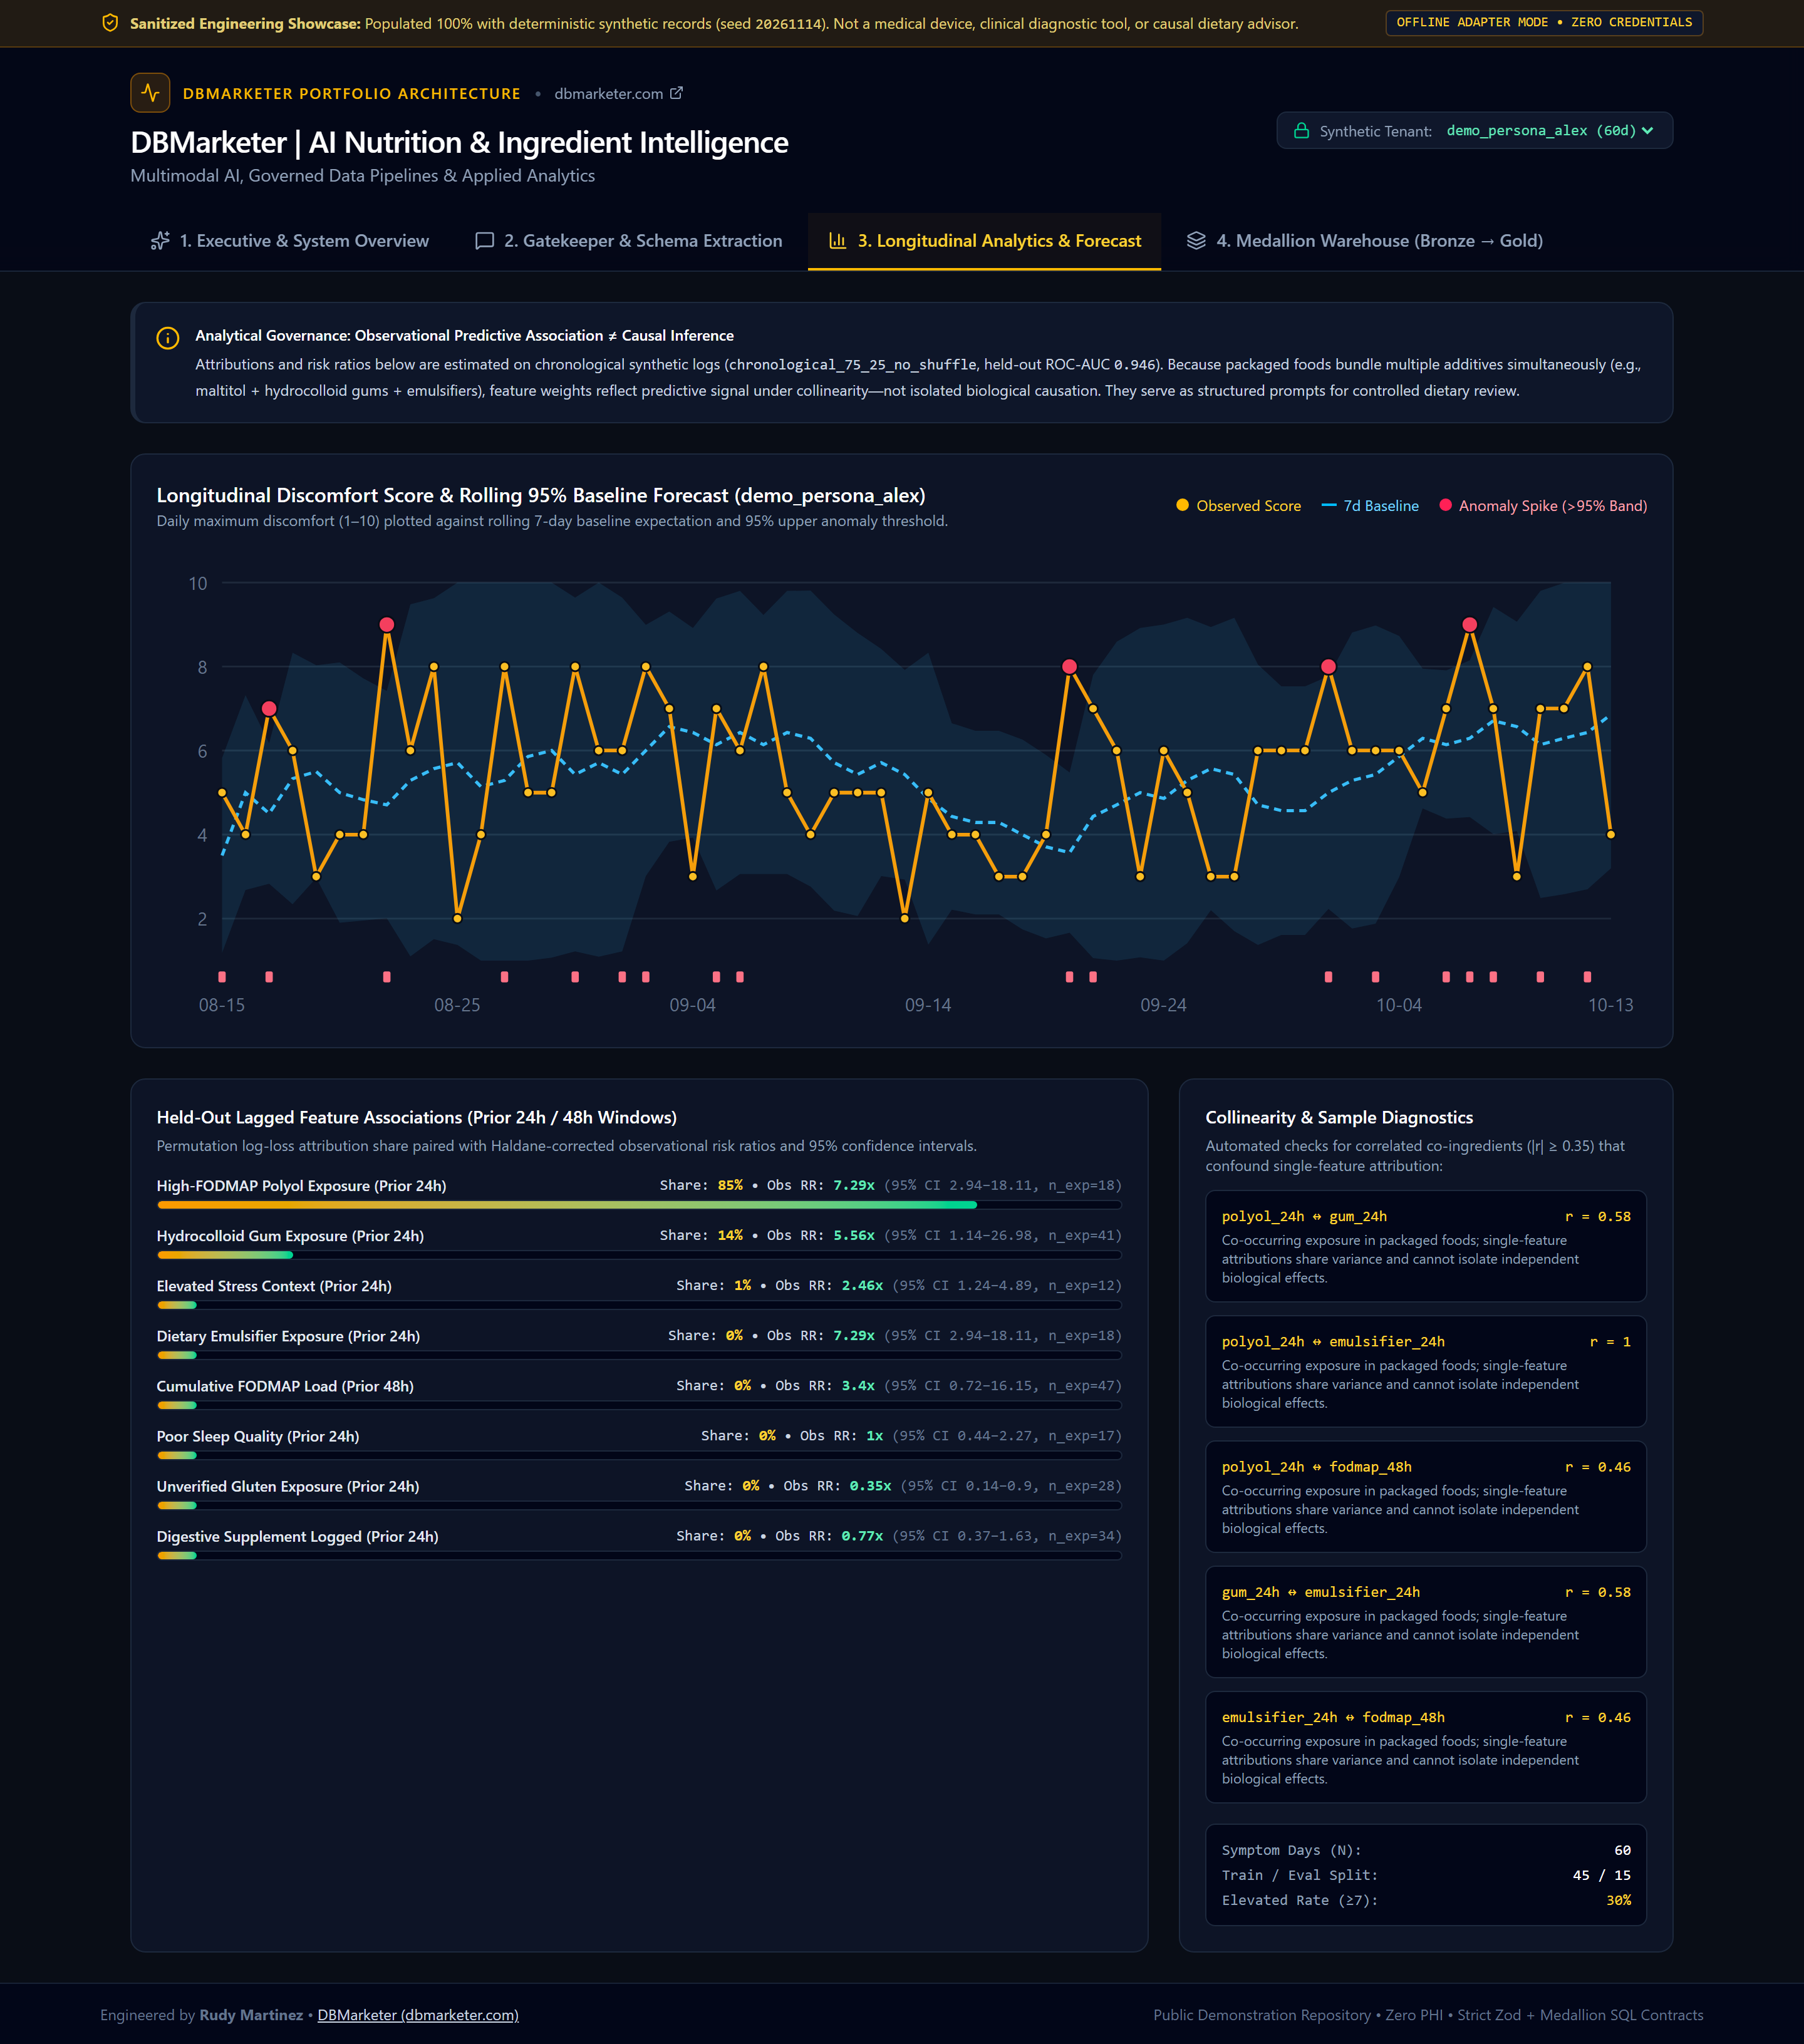 Sanitized Engineering Showcase: Populated 100% with deterministic synthetic records (seed 20261114). Not a medical device, clinical diagnostic tool, or causal dietary advisor.
OFFLINE ADAPTER MODE • ZERO CREDENTIALS
DBMARKETER PORTFOLIO ARCHITECTURE • dbmarketer.com
DBMarketer | AI Nutrition & Ingredient Intelligence
Multimodal AI, Governed Data Pipelines & Applied Analytics
Synthetic Tenant: demo_persona_alex (60d)
1. Executive & System Overview
2. Gatekeeper & Schema Extraction
3. Longitudinal Analytics & Forecast
4. Medallion Warehouse (Bronze → Gold)
Analytical Governance: Observational Predictive Association ≠ Causal Inference
Attributions and risk ratios below are estimated on chronological synthetic logs (chronological_75_25_no_shuffle, held-out ROC-AUC 0.946). Because packaged foods bundle multiple additives simultaneously (e.g.,
maltitol + hydrocolloid gums + emulsifiers), feature weights reflect predictive signal under collinearity—not isolated biological causation. They serve as structured prompts for controlled dietary review.
Longitudinal Discomfort Score & Rolling 95% Baseline Forecast (demo_persona_alex)
Daily maximum discomfort (1–10) plotted against rolling 7-day baseline expectation and 95% upper anomaly threshold.
Observed Score
7d Baseline
Anomaly Spike (>95% Band)
10
8
6
4
2
08-15
08-25
09-04
09-14
09-24
10-04
10-13
Held-Out Lagged Feature Associations (Prior 24h / 48h Windows)
Permutation log-loss attribution share paired with Haldane-corrected observational risk ratios and 95% confidence intervals.
High-FODMAP Polyol Exposure (Prior 24h)
Share: 85% • Obs RR: 7.29x (95% CI 2.94–18.11, n_exp=18)
Hydrocolloid Gum Exposure (Prior 24h)
Share: 14% • Obs RR: 5.56x (95% CI 1.14–26.98, n_exp=41)
Elevated Stress Context (Prior 24h)
Share: 1% • Obs RR: 2.46x (95% CI 1.24–4.89, n_exp=12)
Dietary Emulsifier Exposure (Prior 24h)
Share: 0% • Obs RR: 7.29x (95% CI 2.94–18.11, n_exp=18)
Cumulative FODMAP Load (Prior 48h)
Share: 0% • Obs RR: 3.4x (95% CI 0.72–16.15, n_exp=47)
Poor Sleep Quality (Prior 24h)
Share: 0% • Obs RR: 1x (95% CI 0.44–2.27, n_exp=17)
Unverified Gluten Exposure (Prior 24h)
Share: 0% • Obs RR: 0.35x (95% CI 0.14–0.9, n_exp=28)
Digestive Supplement Logged (Prior 24h)
Share: 0% • Obs RR: 0.77x (95% CI 0.37–1.63, n_exp=34)
Collinearity & Sample Diagnostics
Automated checks for correlated co-ingredients (|r| ≥ 0.35) that
confound single-feature attribution:
polyol_24h ↔ gum_24h r = 0.58
Co-occurring exposure in packaged foods; single-feature
attributions share variance and cannot isolate independent
biological effects.
polyol_24h ↔ emulsifier_24h r = 1
Co-occurring exposure in packaged foods; single-feature
attributions share variance and cannot isolate independent
biological effects.
polyol_24h ↔ fodmap_48h r = 0.46
Co-occurring exposure in packaged foods; single-feature
attributions share variance and cannot isolate independent
biological effects.
gum_24h ↔ emulsifier_24h r = 0.58
Co-occurring exposure in packaged foods; single-feature
attributions share variance and cannot isolate independent
biological effects.
emulsifier_24h ↔ fodmap_48h r = 0.46
Co-occurring exposure in packaged foods; single-feature
attributions share variance and cannot isolate independent
biological effects.
Symptom Days (N): 60
Train / Eval Split: 45 / 15
Elevated Rate (≥7): 30%
Engineered by Rudy Martinez • DBMarketer (dbmarketer.com)
Public Demonstration Repository • Zero PHI • Strict Zod + Medallion SQL Contracts